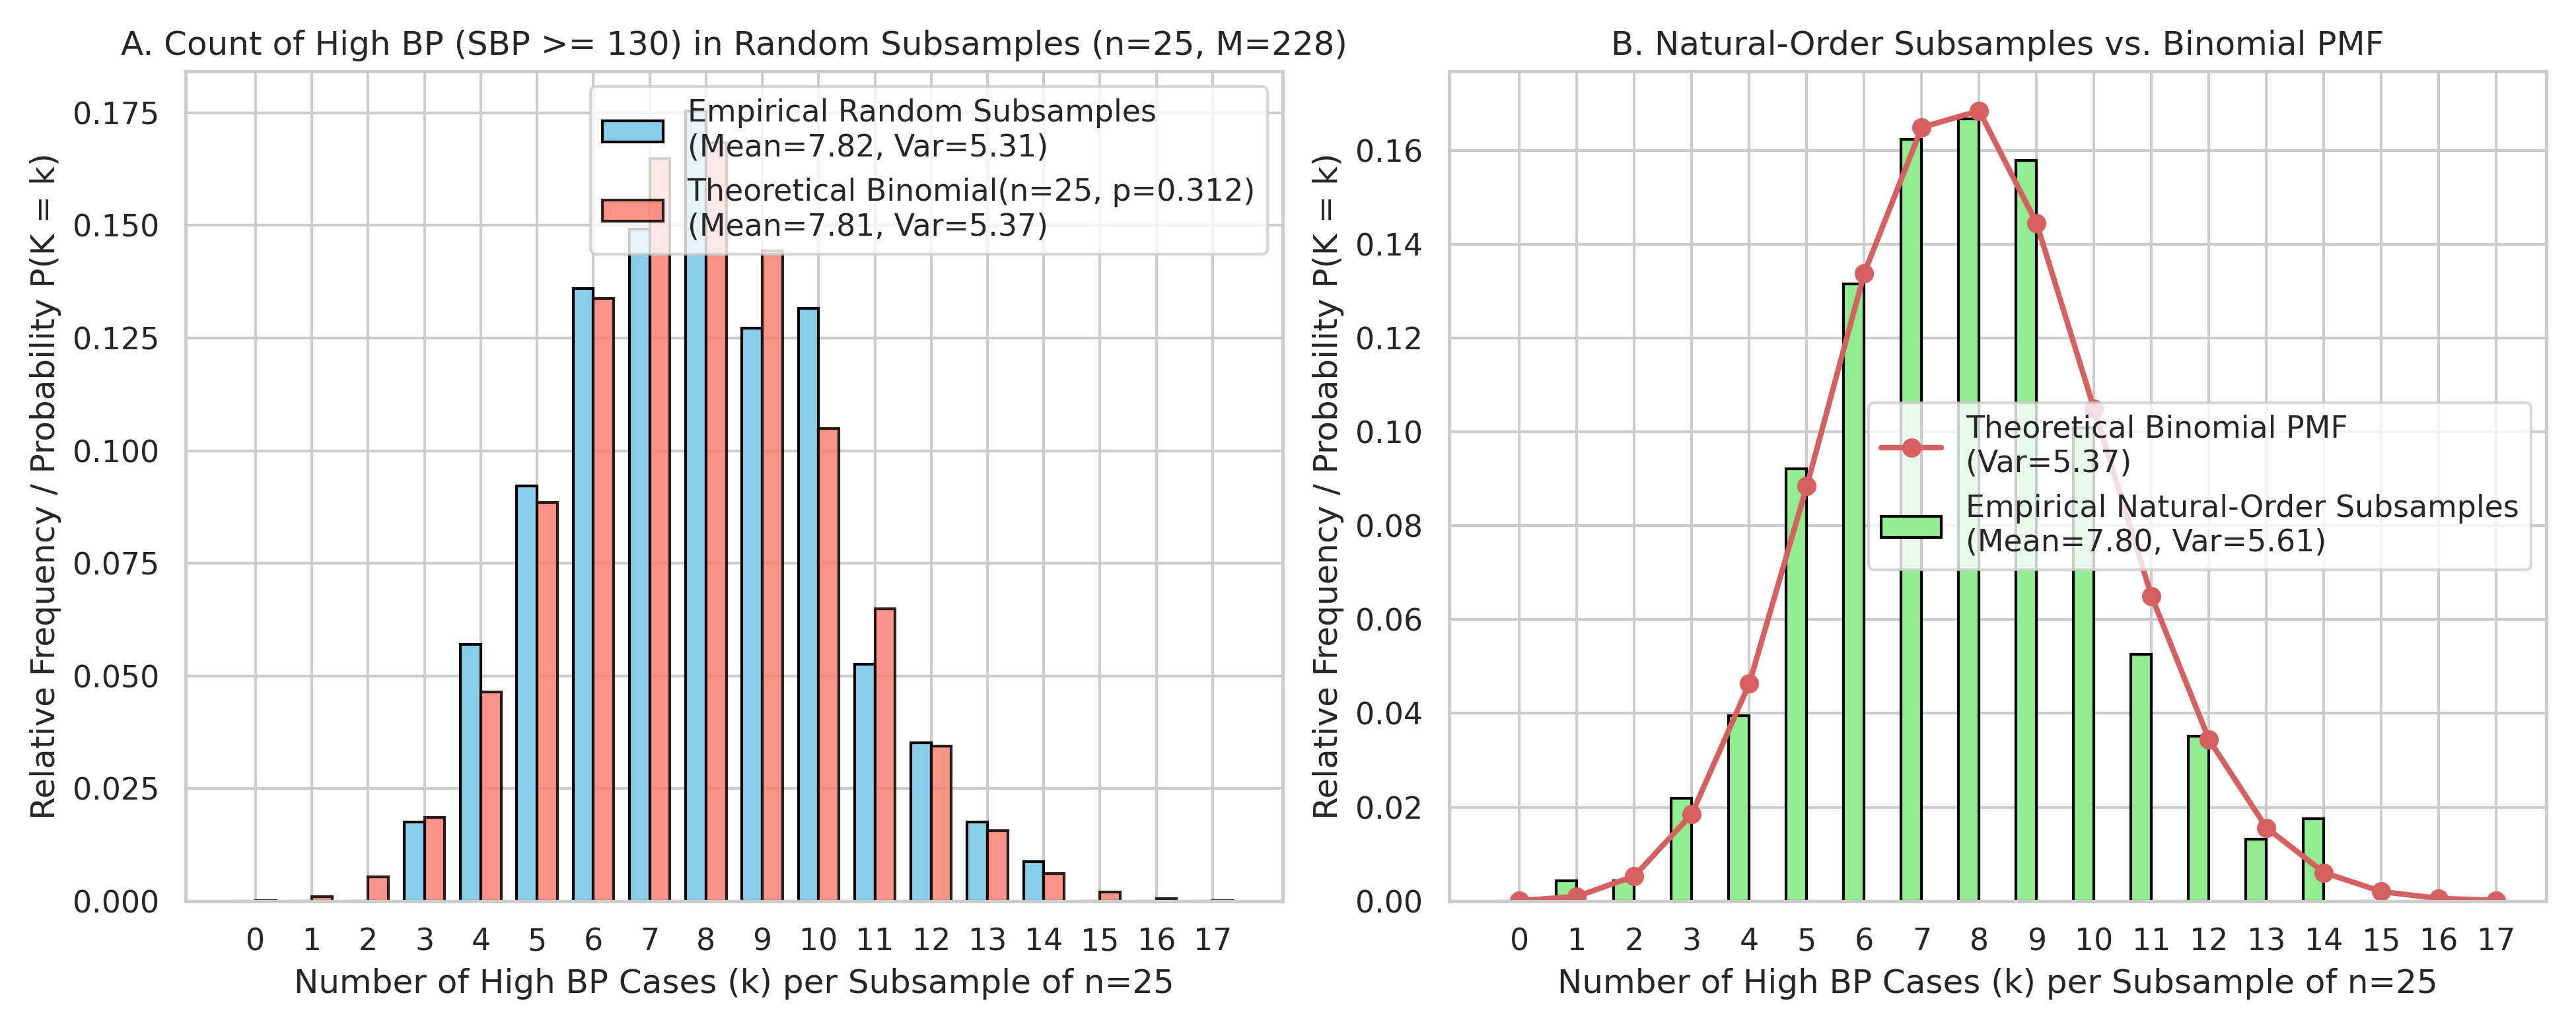 A. Count of High BP (SBP >= 130) in Random Subsamples (n=25, M=228)
Relative Frequency / Probability P(K = k)
0.175
0.150
0.125
0.100
0.075
0.050
0.025
0.000
Empirical Random Subsamples
(Mean=7.82, Var=5.31)
Theoretical Binomial(n=25, p=0.312)
(Mean=7.81, Var=5.37)
0 1 2 3 4 5 6 7 8 9 10 11 12 13 14 15 16 17
Number of High BP Cases (k) per Subsample of n=25
B. Natural-Order Subsamples vs. Binomial PMF
Relative Frequency / Probability P(K = k)
0.16
0.14
0.12
0.10
0.08
0.06
0.04
0.02
0.00
Theoretical Binomial PMF
(Var=5.37)
Empirical Natural-Order Subsamples
(Mean=7.80, Var=5.61)
0 1 2 3 4 5 6 7 8 9 10 11 12 13 14 15 16 17
Number of High BP Cases (k) per Subsample of n=25